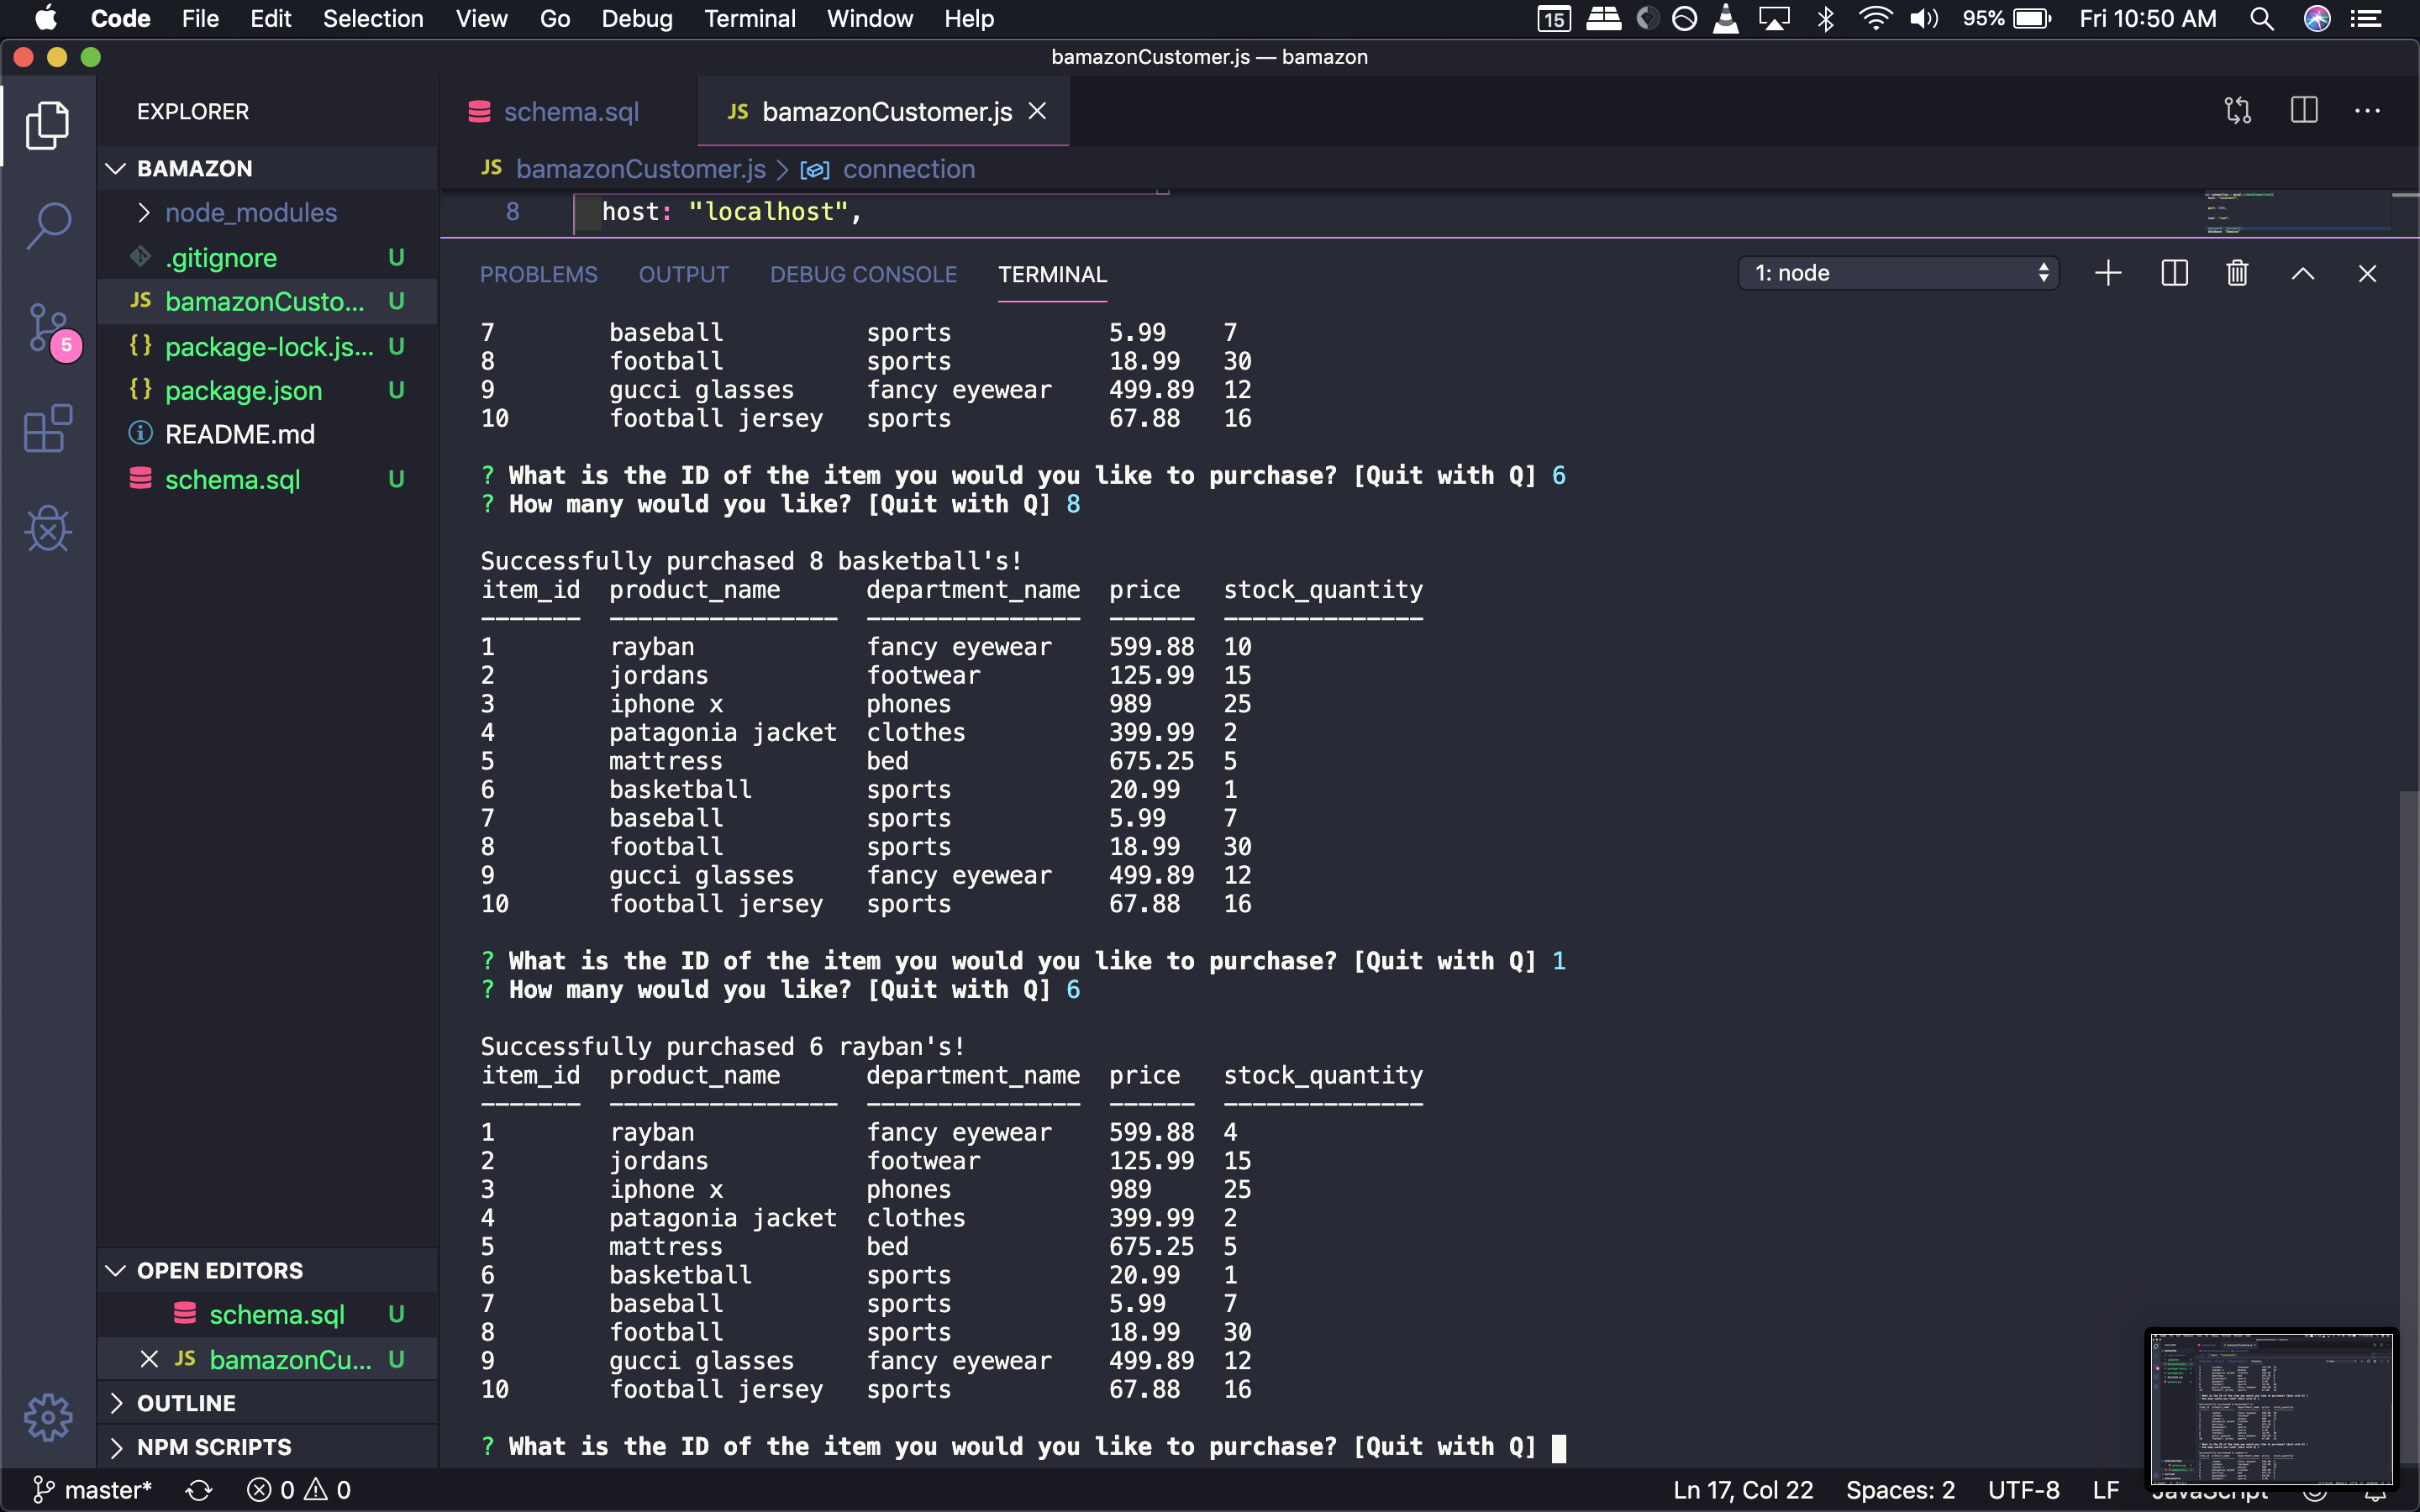 Code File Edit Selection View Go Debug Terminal Window Help 15 95% Fri 10:50 AM
bamazonCustomer.js — bamazon
EXPLORER
BAMAZON
node_modules
.gitignore U
JS bamazonCusto... U
{} package-lock.js... U
{} package.json U
README.md
schema.sql U
5
OPEN EDITORS
schema.sql U
JS bamazonCu... U
OUTLINE
NPM SCRIPTS
schema.sql JS bamazonCustomer.js
JS bamazonCustomer.js > connection
8 host: "localhost",
PROBLEMS OUTPUT DEBUG CONSOLE TERMINAL 1: node
7 baseball sports 5.99 7
8 football sports 18.99 30
9 gucci glasses fancy eyewear 499.89 12
10 football jersey sports 67.88 16
? What is the ID of the item you would you like to purchase? [Quit with Q] 6
? How many would you like? [Quit with Q] 8
Successfully purchased 8 basketball's!
item_id product_name department_name price stock_quantity
------- ---------------- --------------- ------ --------------
1 rayban fancy eyewear 599.88 10
2 jordans footwear 125.99 15
3 iphone x phones 989 25
4 patagonia jacket clothes 399.99 2
5 mattress bed 675.25 5
6 basketball sports 20.99 1
7 baseball sports 5.99 7
8 football sports 18.99 30
9 gucci glasses fancy eyewear 499.89 12
10 football jersey sports 67.88 16
? What is the ID of the item you would you like to purchase? [Quit with Q] 1
? How many would you like? [Quit with Q] 6
Successfully purchased 6 rayban's!
item_id product_name department_name price stock_quantity
------- ---------------- --------------- ------ --------------
1 rayban fancy eyewear 599.88 4
2 jordans footwear 125.99 15
3 iphone x phones 989 25
4 patagonia jacket clothes 399.99 2
5 mattress bed 675.25 5
6 basketball sports 20.99 1
7 baseball sports 5.99 7
8 football sports 18.99 30
9 gucci glasses fancy eyewear 499.89 12
10 football jersey sports 67.88 16
? What is the ID of the item you would you like to purchase? [Quit with Q]
master* 0 0 Ln 17, Col 22 Spaces: 2 UTF-8 LF JavaScript